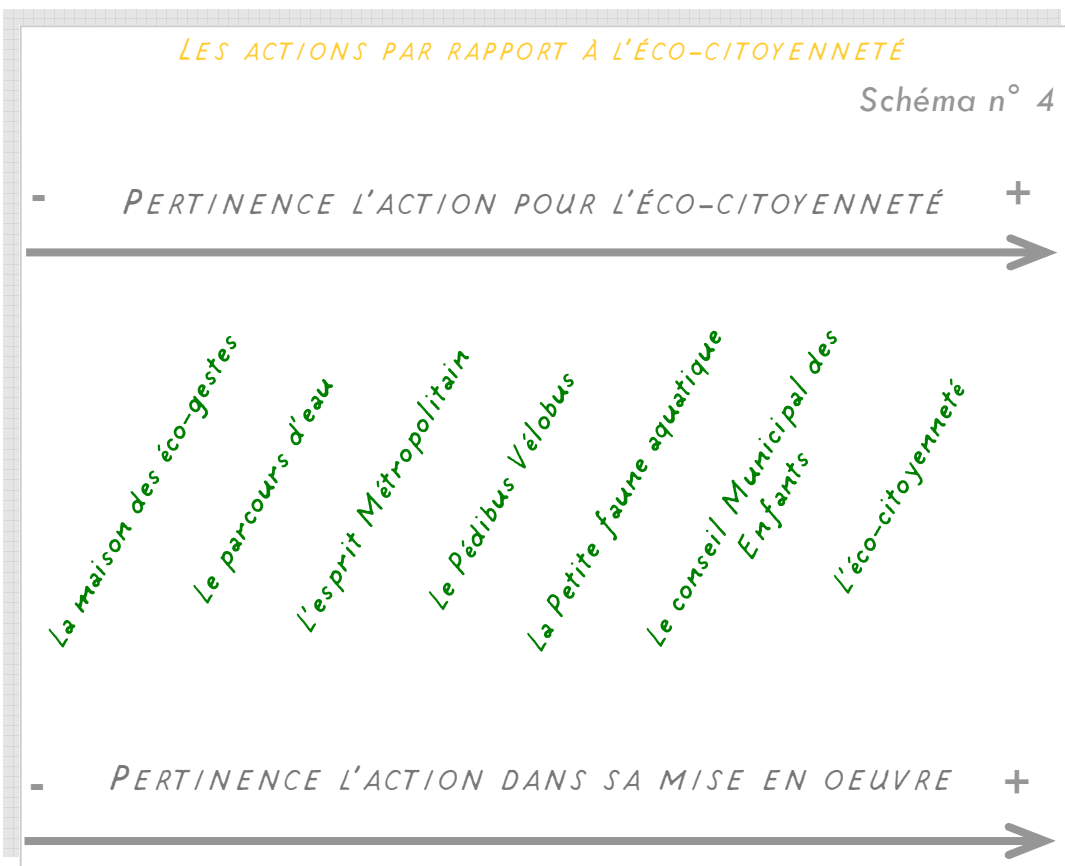 LES ACTIONS PAR RAPPORT À L'ÉCO-CITOYENNETÉ
Schéma n° 4
- PERTINENCE L'ACTION POUR L'ÉCO-CITOYENNETÉ +
La maison des éco-gestes
Le parcours d'eau
L'esprit Métropolitain
Le Pédibus Vélobus
La Petite faune aquatique
Le conseil Municipal des
Enfants
L'éco-citoyenneté
- PERTINENCE L'ACTION DANS SA MISE EN OEUVRE +